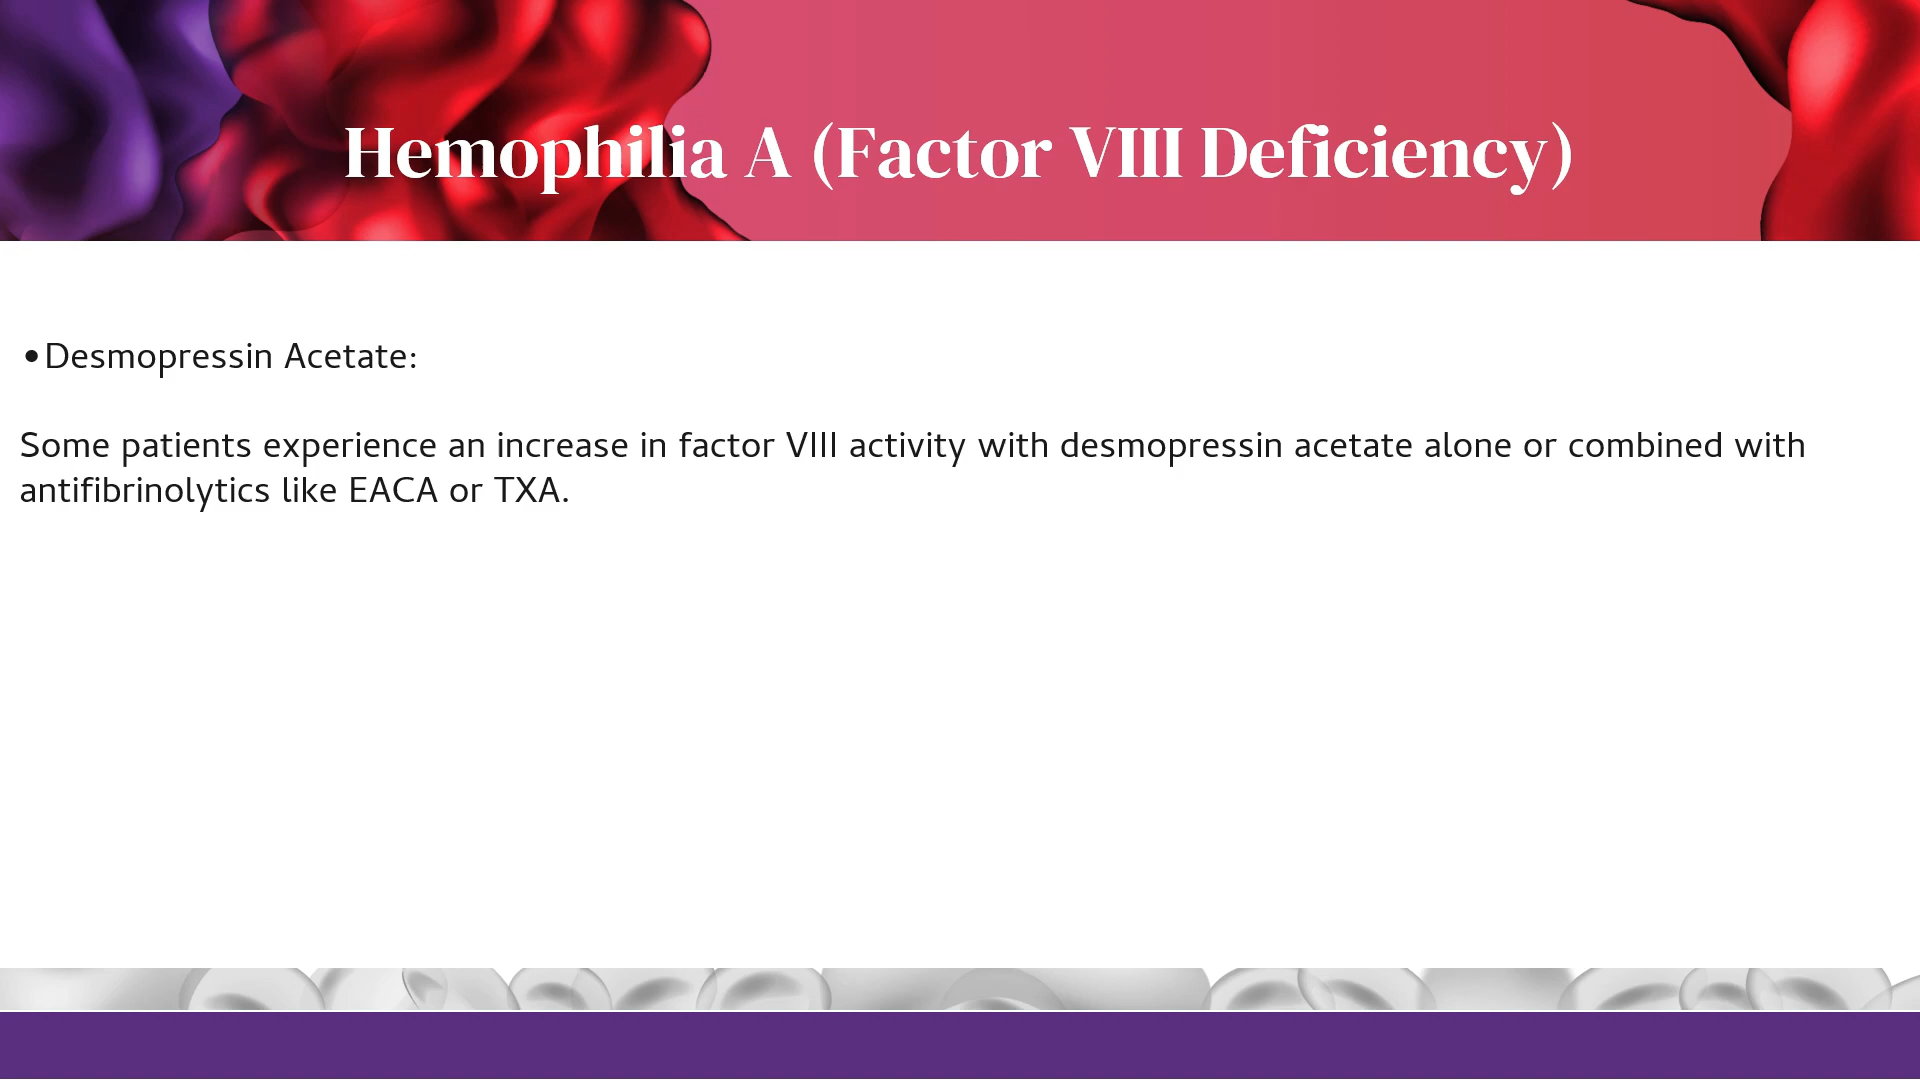 Hemophilia A (Factor VIII Deficiency)
•Desmopressin Acetate:
Some patients experience an increase in factor VIII activity with desmopressin acetate alone or combined with
antifibrinolytics like EACA or TXA.